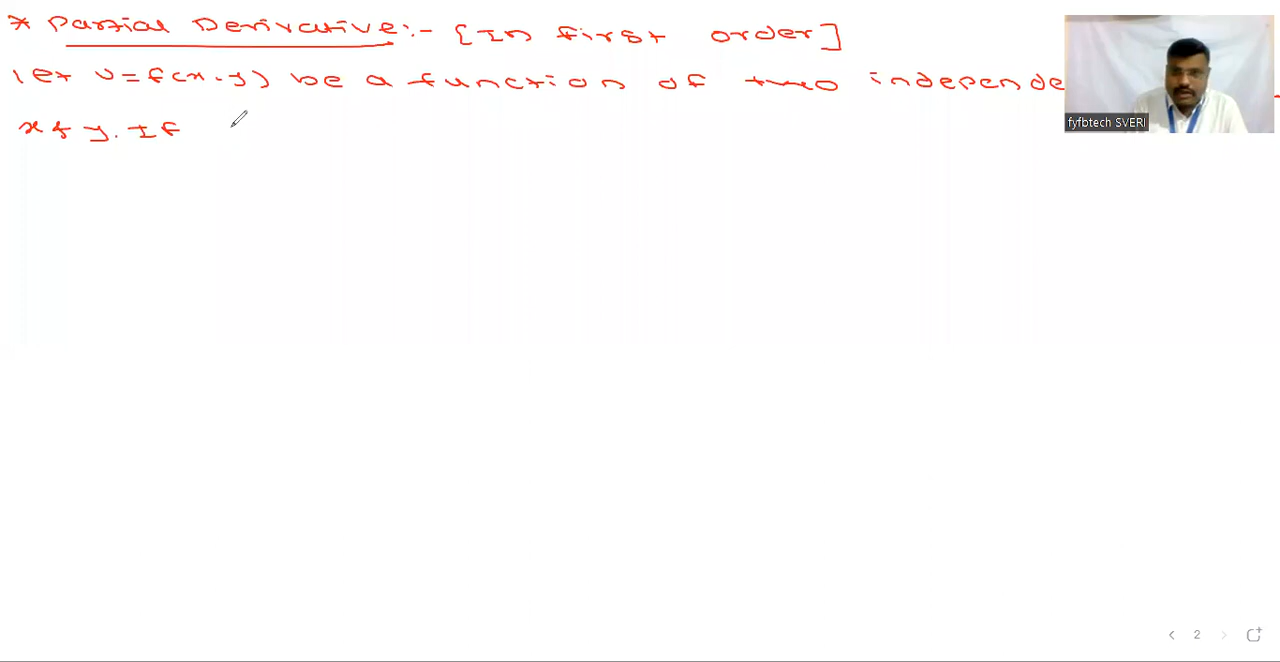 * Partial Derivative:- [In first order]
let u=f(x,y) be a function of two independe
x & y. If
fyfbtech SVERI
2